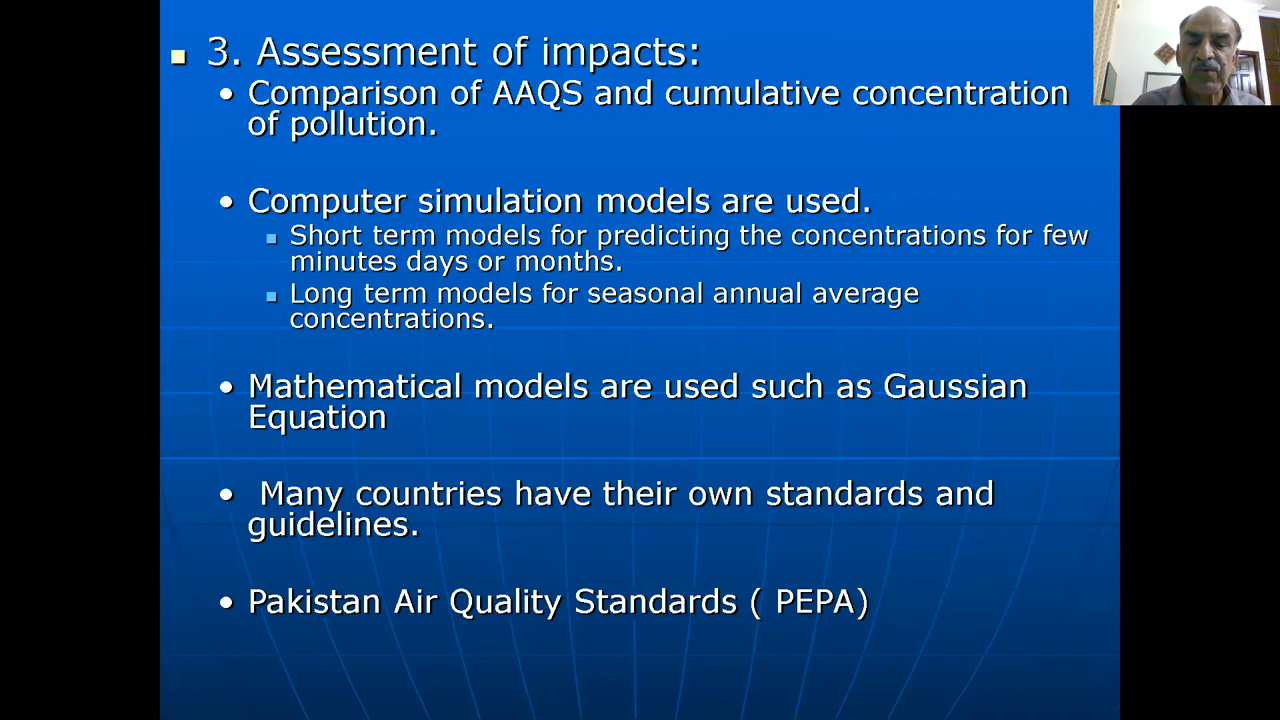 3. Assessment of impacts:
• Comparison of AAQS and cumulative concentration
of pollution.
• Computer simulation models are used.
Short term models for predicting the concentrations for few
minutes days or months.
Long term models for seasonal annual average
concentrations.
• Mathematical models are used such as Gaussian
Equation
• Many countries have their own standards and
guidelines.
• Pakistan Air Quality Standards ( PEPA)